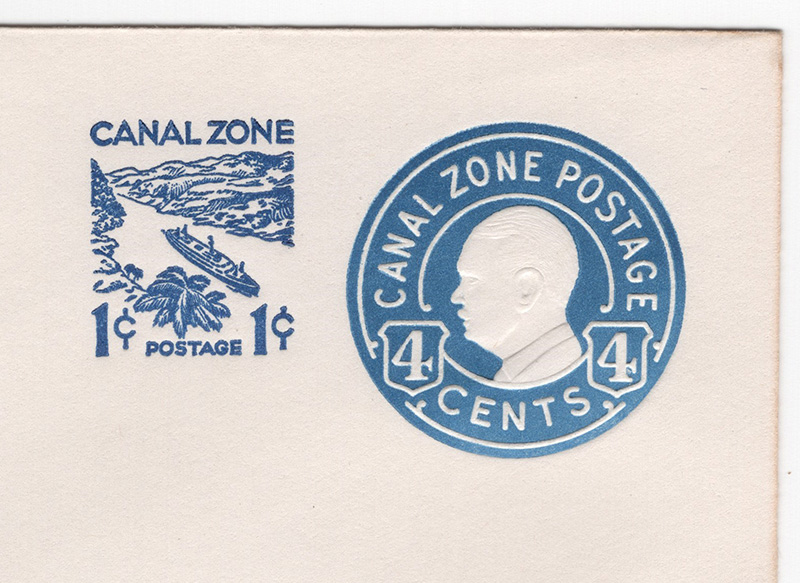 CANAL ZONE
1¢ POSTAGE 1¢
CANAL ZONE POSTAGE
4 4
CENTS